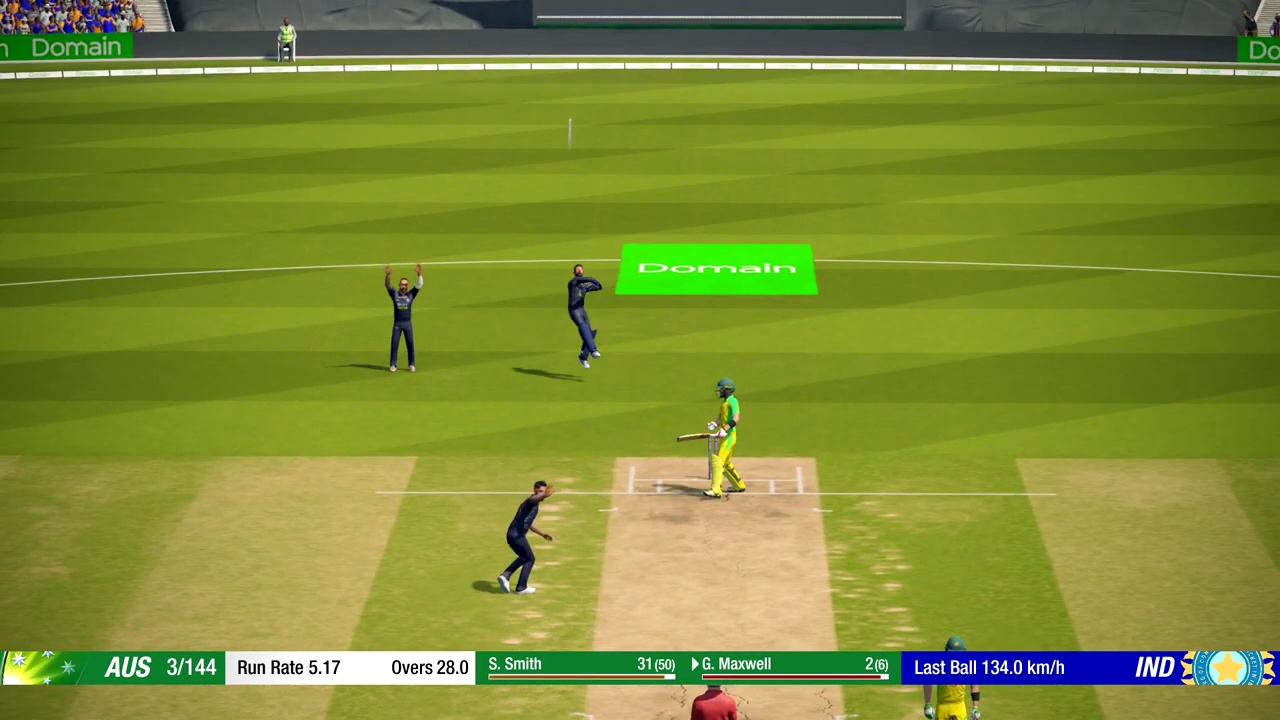 Domain
Do
Domain
AUS 3/144
Run Rate 5.17 Overs 28.0
S. Smith 31 (50)
G. Maxwell 2 (6)
Last Ball 134.0 km/h
IND